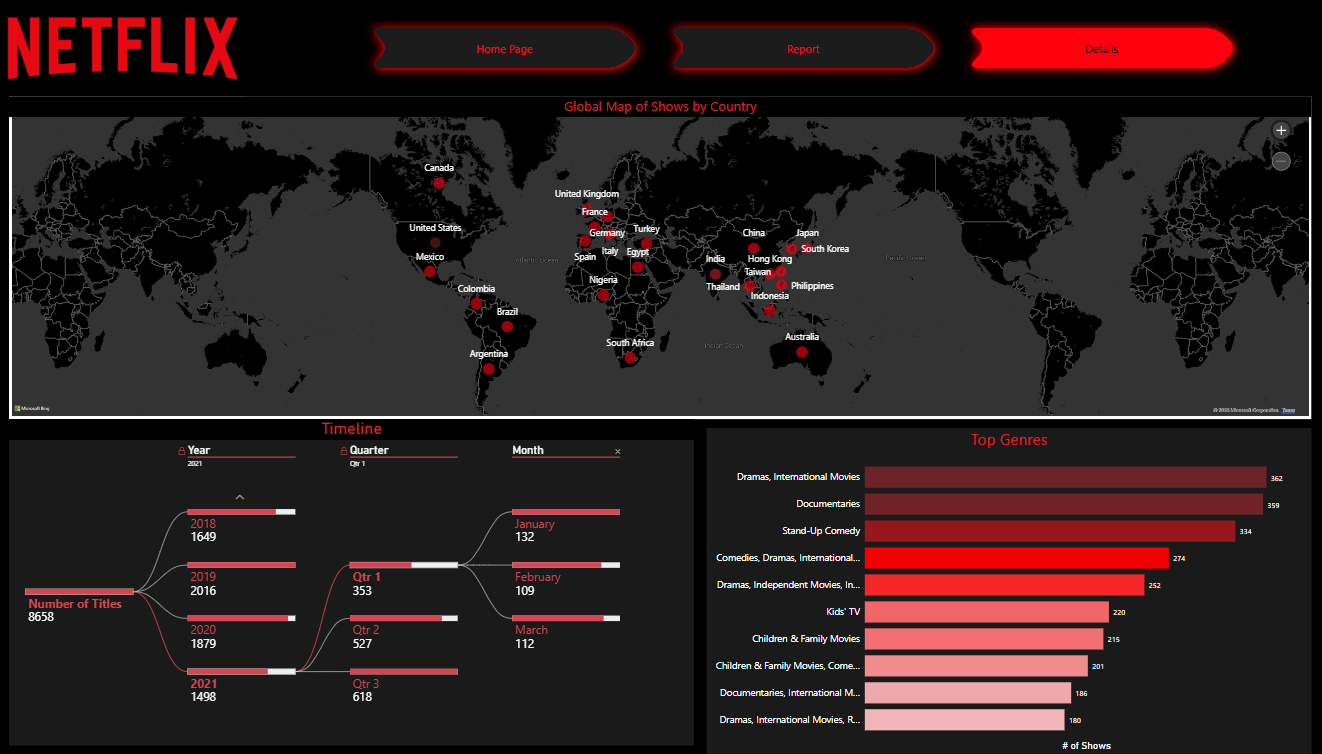 NETFLIX
Home Page
Report
Details
Global Map of Shows by Country
Canada
United Kingdom
France
Germany
Turkey
United States
China
Japan
South Korea
Mexico
Spain
Italy
Egypt
India
Hong Kong
Taiwan
Nigeria
Thailand
Philippines
Colombia
Indonesia
Brazil
South Africa
Australia
Argentina
Atlantic Ocean
Pacific Ocean
Indian Ocean
Microsoft Bing
Terms
Timeline
Year
2021
Quarter
Qtr 1
Month
×
Number of Titles
8658
2018
1649
2019
2016
2020
1879
2021
1498
Qtr 1
353
Qtr 2
527
Qtr 3
618
January
132
February
109
March
112
Top Genres
Dramas, International Movies 362
Documentaries 359
Stand-Up Comedy 334
Comedies, Dramas, International... 274
Dramas, Independent Movies, In... 252
Kids' TV 220
Children & Family Movies 215
Children & Family Movies, Come... 201
Documentaries, International M... 186
Dramas, International Movies, R... 180
# of Shows